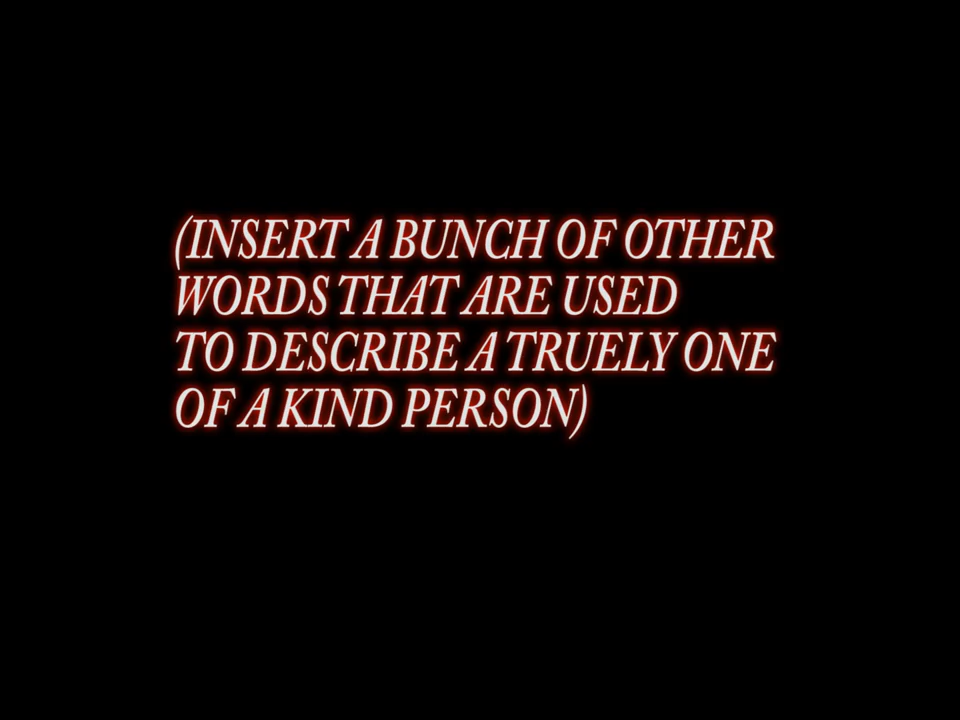 (INSERT A BUNCH OF OTHER
WORDS THAT ARE USED
TO DESCRIBE A TRUELY ONE
OF A KIND PERSON)